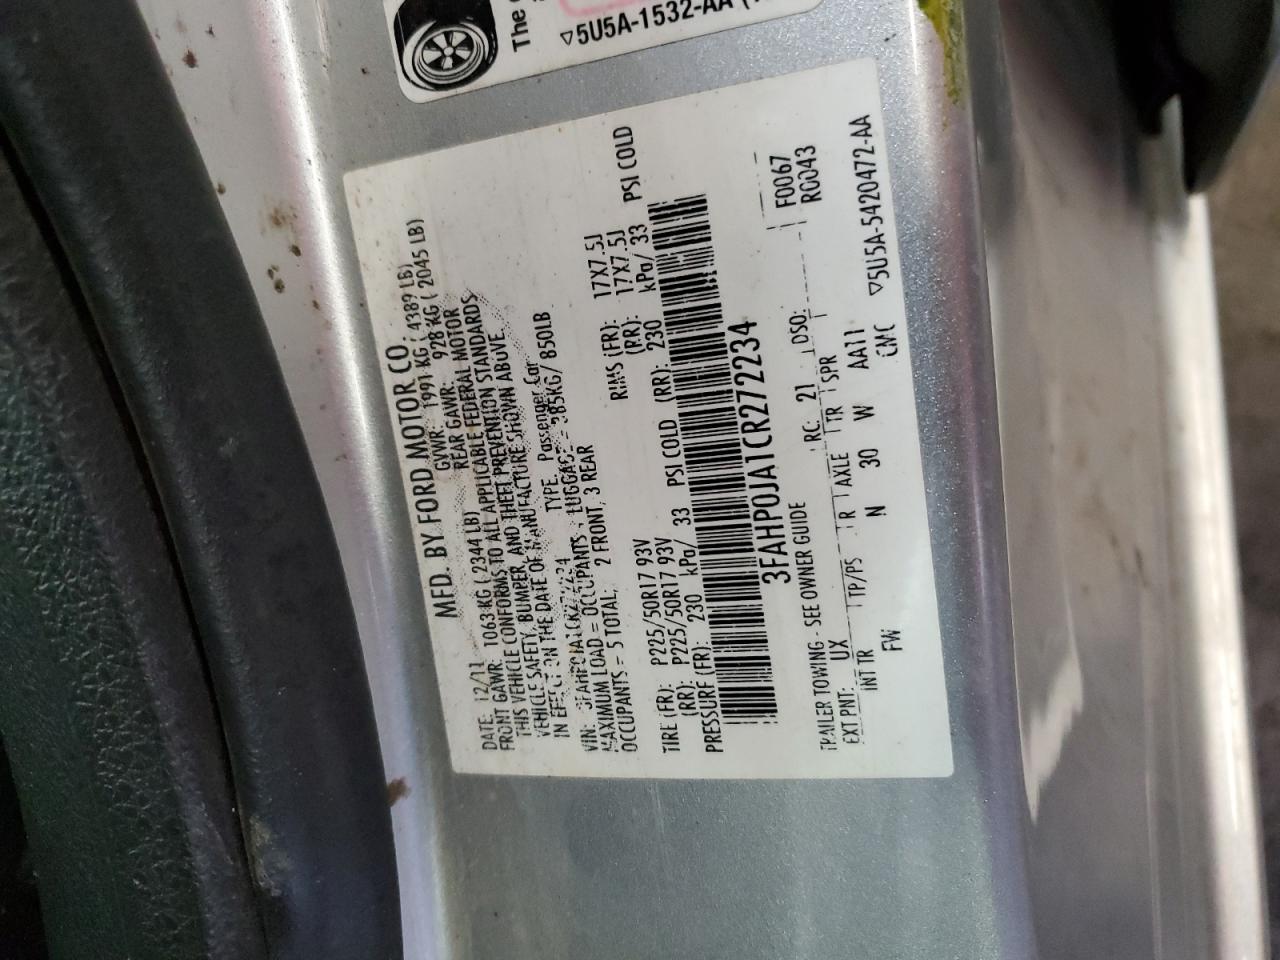 The
▽5U5A-1532-AA
MFD. BY FORD MOTOR CO.
DATE: 12/11 GVWR: 1991 KG ( 4389 LB)
FRONT GAWR: 1063 KG ( 2344 LB) REAR GAWR: 928 KG ( 2045 LB)
THIS VEHICLE CONFORMS TO ALL APPLICABLE FEDERAL MOTOR
VEHICLE SAFETY, BUMPER, AND THEFT PREVENTION STANDARDS
IN EFFECT ON THE DATE OF MANUFACTURE SHOWN ABOVE.
VIN: 3FAHP0JA1CR272234 TYPE: Passenger Car
MAXIMUM LOAD = OCCUPANTS + LUGGAGE = 385KG/ 850LB
OCCUPANTS = 5 TOTAL, 2 FRONT, 3 REAR
TIRE (FR): P225/50R17 93V RIMS (FR): 17X7.5J
(RR): P225/50R17 93V (RR): 17X7.5J
PRESSURE (FR): 230 kPa/ 33 PSI COLD (RR): 230 kPa/ 33 PSI COLD
3FAHP0JA1CR272234
TRAILER TOWING - SEE OWNER GUIDE F0067
EXT PNT: UX RC: 21 DSO: R0043
INT TR TP/PS R AXLE TR SPR
FW N 30 W AA11
CMC ▽5U5A-5420472-AA